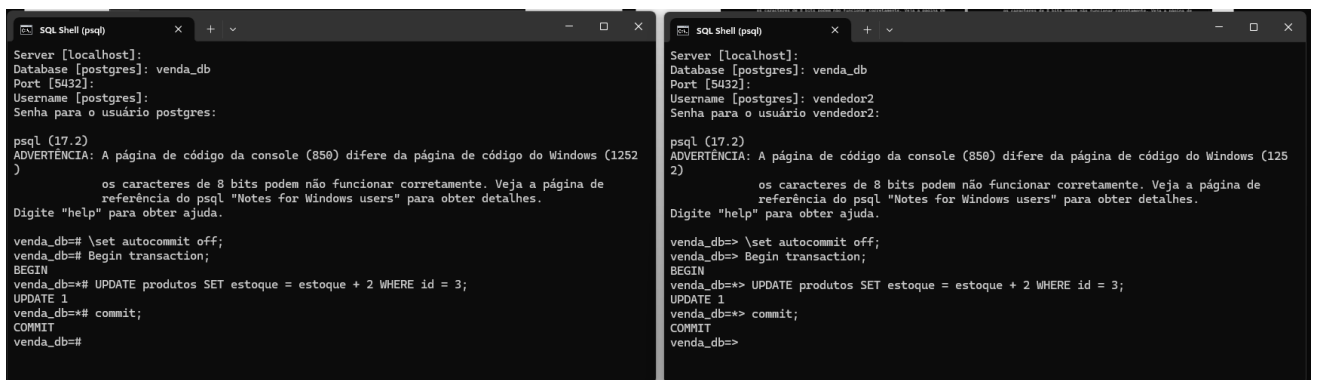 SQL Shell (psql)
Server [localhost]:
Database [postgres]: venda_db
Port [5432]:
Username [postgres]:
Senha para o usuário postgres:
psql (17.2)
ADVERTÊNCIA: A página de código da console (850) difere da página de código do Windows (1252
)
os caracteres de 8 bits podem não funcionar corretamente. Veja a página de
referência do psql "Notes for Windows users" para obter detalhes.
Digite "help" para obter ajuda.
venda_db=# \set autocommit off;
venda_db=# Begin transaction;
BEGIN
venda_db=*# UPDATE produtos SET estoque = estoque + 2 WHERE id = 3;
UPDATE 1
venda_db=*# commit;
COMMIT
venda_db=#
SQL Shell (psql)
Server [localhost]:
Database [postgres]: venda_db
Port [5432]:
Username [postgres]: vendedor2
Senha para o usuário vendedor2:
psql (17.2)
ADVERTÊNCIA: A página de código da console (850) difere da página de código do Windows (125
2)
os caracteres de 8 bits podem não funcionar corretamente. Veja a página de
referência do psql "Notes for Windows users" para obter detalhes.
Digite "help" para obter ajuda.
venda_db=> \set autocommit off;
venda_db=> Begin transaction;
BEGIN
venda_db=*> UPDATE produtos SET estoque = estoque + 2 WHERE id = 3;
UPDATE 1
venda_db=*> commit;
COMMIT
venda_db=>